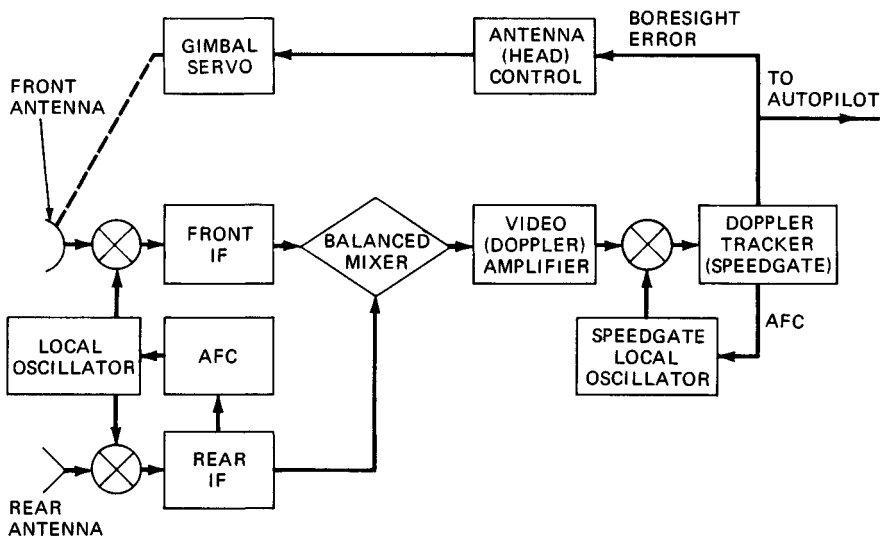 GIMBAL
SERVO
ANTENNA
(HEAD)
CONTROL
BORESIGHT
ERROR
TO
AUTOPILOT
FRONT
ANTENNA
FRONT
IF
BALANCED
MIXER
VIDEO
(DOPPLER)
AMPLIFIER
DOPPLER
TRACKER
(SPEEDGATE)
LOCAL
OSCILLATOR
AFC
SPEEDGATE
LOCAL
OSCILLATOR
AFC
REAR
IF
REAR
ANTENNA